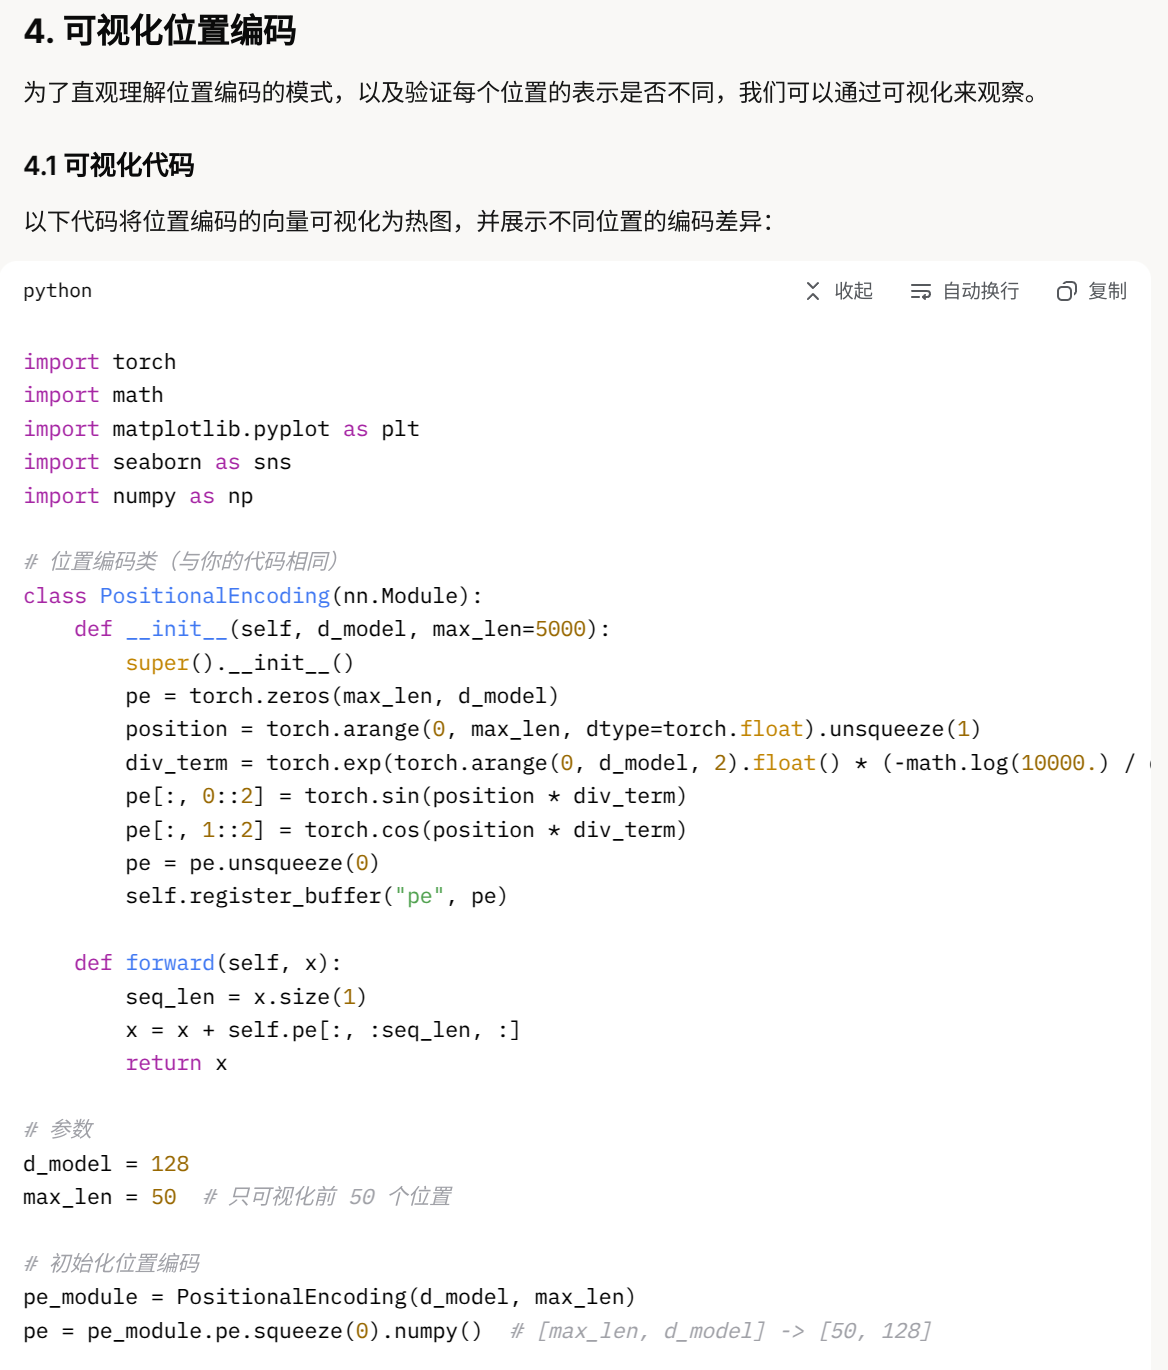 4. 可视化位置编码
为了直观理解位置编码的模式，以及验证每个位置的表示是否不同，我们可以通过可视化来观察。
4.1 可视化代码
以下代码将位置编码的向量可视化为热图，并展示不同位置的编码差异：
python 收起 自动换行 复制
import torch
import math
import matplotlib.pyplot as plt
import seaborn as sns
import numpy as np
# 位置编码类（与你的代码相同）
class PositionalEncoding(nn.Module):
    def __init__(self, d_model, max_len=5000):
        super().__init__()
        pe = torch.zeros(max_len, d_model)
        position = torch.arange(0, max_len, dtype=torch.float).unsqueeze(1)
        div_term = torch.exp(torch.arange(0, d_model, 2).float() * (-math.log(10000.) /
        pe[:, 0::2] = torch.sin(position * div_term)
        pe[:, 1::2] = torch.cos(position * div_term)
        pe = pe.unsqueeze(0)
        self.register_buffer("pe", pe)
    def forward(self, x):
        seq_len = x.size(1)
        x = x + self.pe[:, :seq_len, :]
        return x
# 参数
d_model = 128
max_len = 50  # 只可视化前 50 个位置
# 初始化位置编码
pe_module = PositionalEncoding(d_model, max_len)
pe = pe_module.pe.squeeze(0).numpy()  # [max_len, d_model] -> [50, 128]